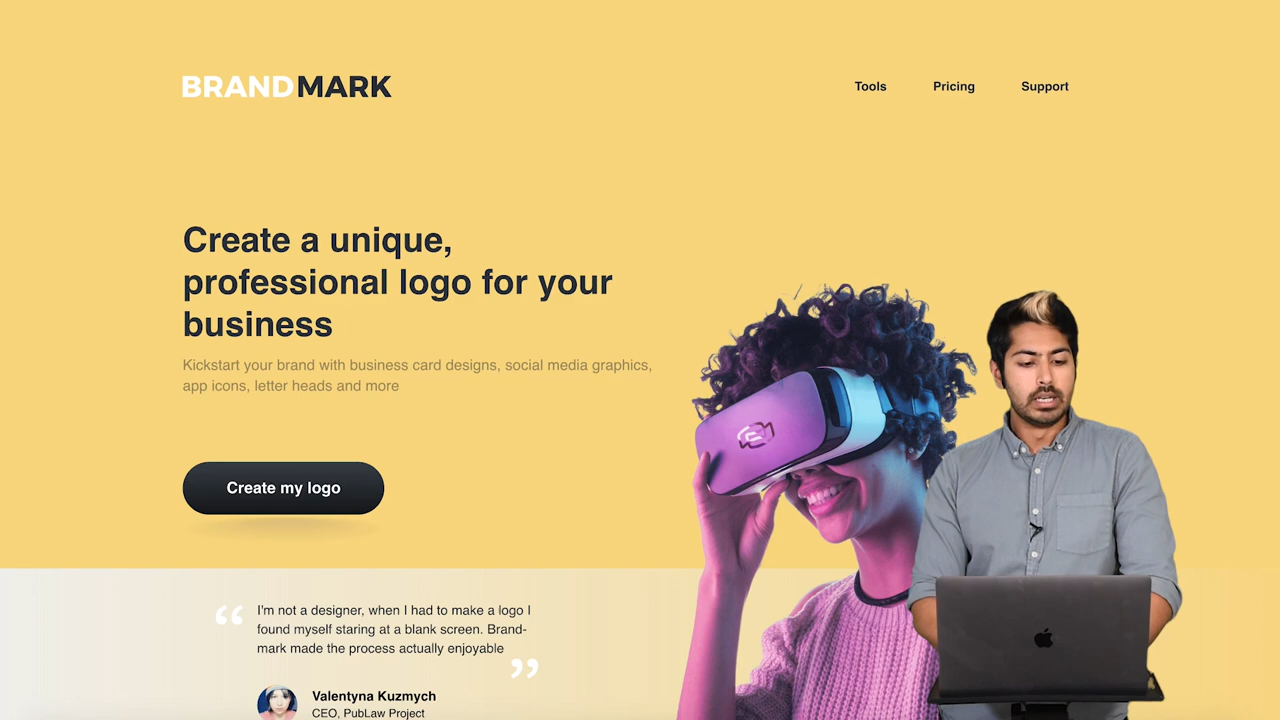 BRANDMARK
Tools
Pricing
Support
Create a unique,
professional logo for your
business
Kickstart your brand with business card designs, social media graphics,
app icons, letter heads and more
Create my logo
“ I'm not a designer, when I had to make a logo I
found myself staring at a blank screen. Brand-
mark made the process actually enjoyable ”
Valentyna Kuzmych
CEO, PubLaw Project